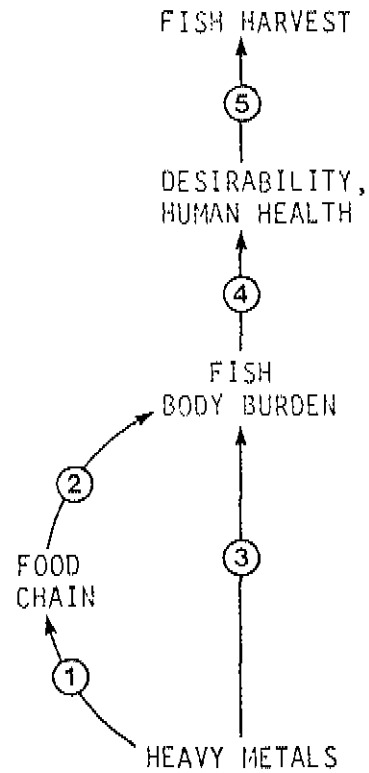 FISH HARVEST
5
DESIRABILITY,
HUMAN HEALTH
4
FISH
BODY BURDEN
2
3
FOOD
CHAIN
1
HEAVY METALS